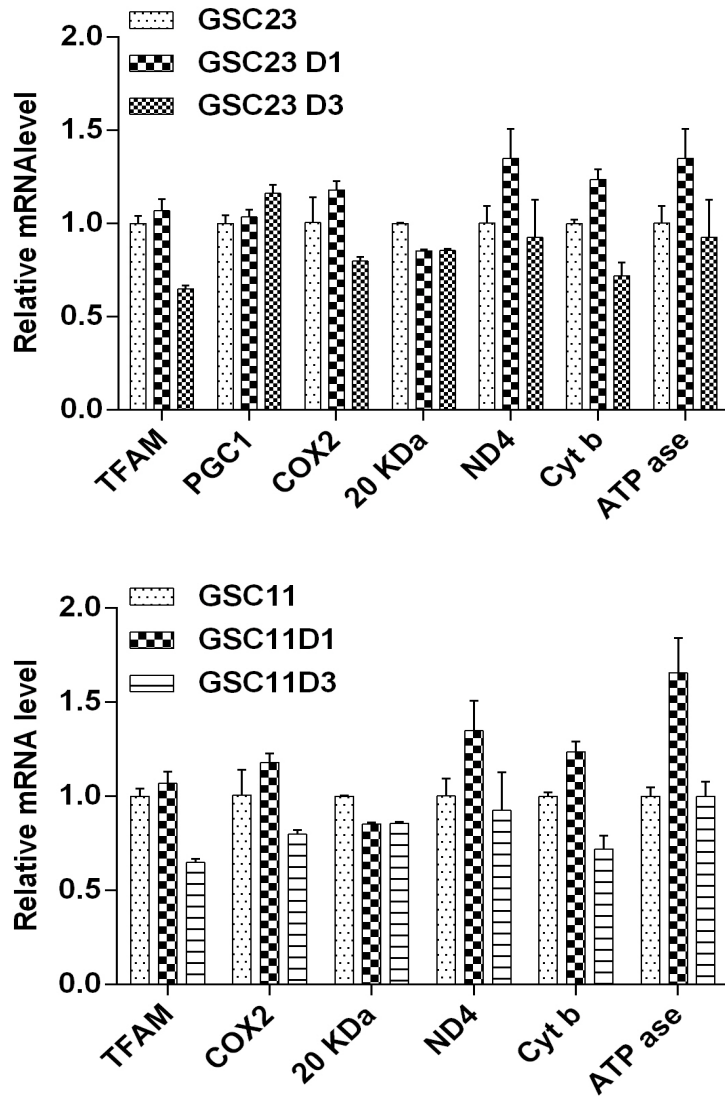 GSC23
GSC23 D1
GSC23 D3
Relative mRNAlevel
2.0
1.5
1.0
0.5
0.0
TFAM
PGC1
COX2
20 KDa
ND4
Cyt b
ATP ase
GSC11
GSC11D1
GSC11D3
Relative mRNA level
2.0
1.5
1.0
0.5
0.0
TFAM
COX2
20 KDa
ND4
Cyt b
ATP ase